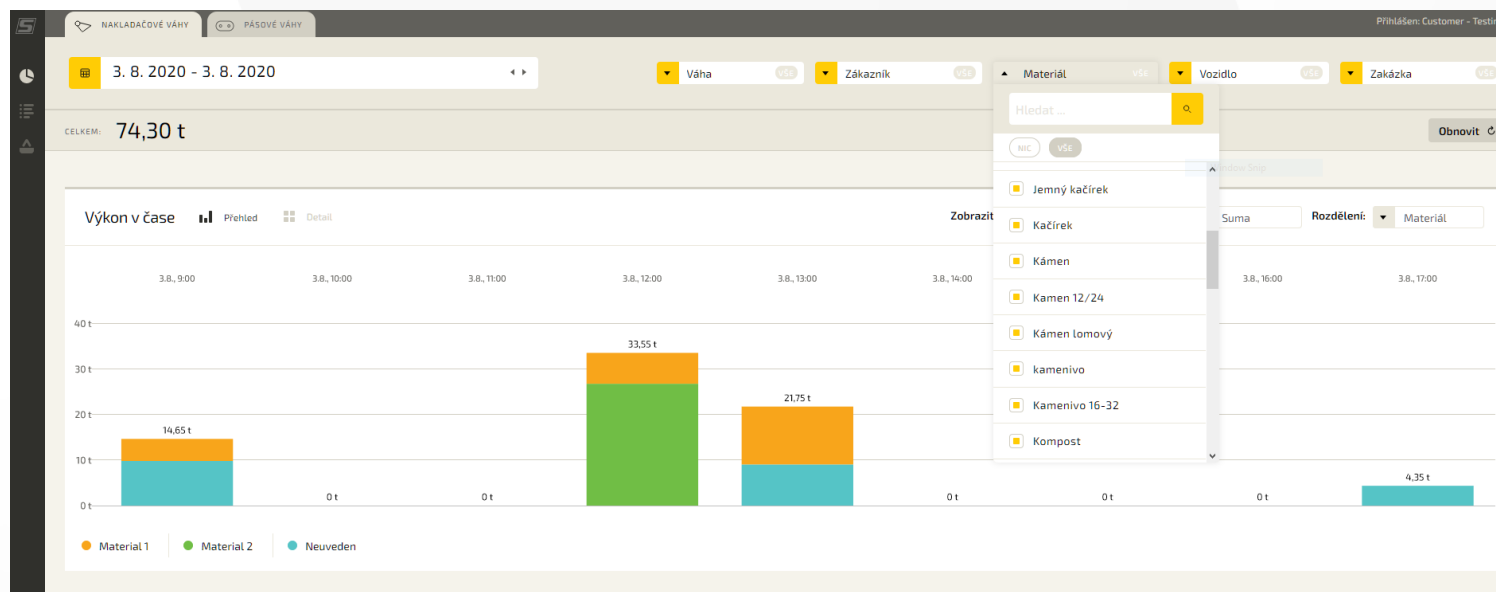 NAKLADAČOVÉ VÁHY
PÁSOVÉ VÁHY
Přihlášen: Customer - Testin
3. 8. 2020 - 3. 8. 2020
Váha VŠE
Zákazník VŠE
Materiál VŠE
Vozidlo VŠE
Zakázka VŠE
Hledat ...
CELKEM: 74,30 t
Obnovit
NIC VŠE
Window Snip
Jemný kačírek
Kačírek
Kámen
Kamen 12/24
Kámen lomový
kamenivo
Kamenivo 16-32
Kompost
Výkon v čase
Přehled
Detail
Zobrazit
Suma
Rozdělení:
Materiál
3.8., 9:00
3.8., 10:00
3.8., 11:00
3.8., 12:00
3.8., 13:00
3.8., 14:00
3.8., 16:00
3.8., 17:00
40 t
30 t
20 t
10 t
0 t
14,65 t
0 t
0 t
33,55 t
21,75 t
0 t
0 t
0 t
4,35 t
Material 1
Material 2
Neuveden